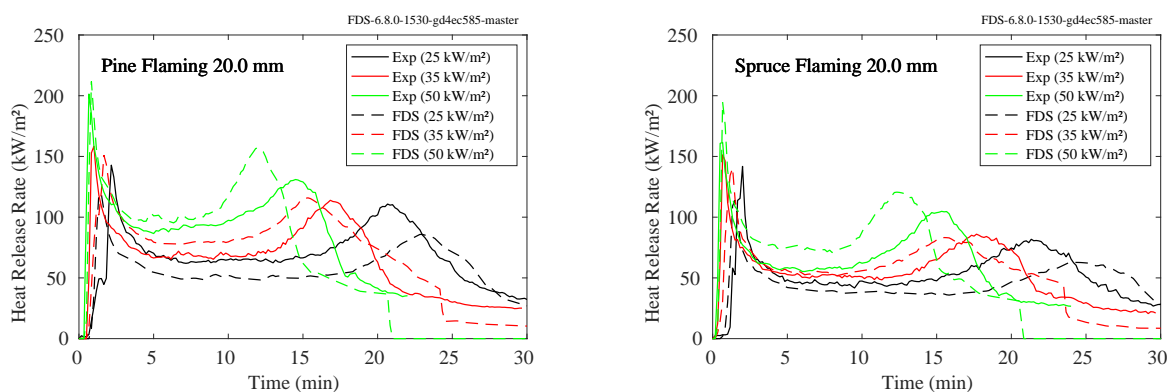 FDS-6.8.0-1530-gd4ec585-master
250
200
150
100
50
0
Heat Release Rate (kW/m²)
Pine Flaming 20.0 mm
Exp (25 kW/m²)
Exp (35 kW/m²)
Exp (50 kW/m²)
FDS (25 kW/m²)
FDS (35 kW/m²)
FDS (50 kW/m²)
0 5 10 15 20 25 30
Time (min)
FDS-6.8.0-1530-gd4ec585-master
250
200
150
100
50
0
Heat Release Rate (kW/m²)
Spruce Flaming 20.0 mm
Exp (25 kW/m²)
Exp (35 kW/m²)
Exp (50 kW/m²)
FDS (25 kW/m²)
FDS (35 kW/m²)
FDS (50 kW/m²)
0 5 10 15 20 25 30
Time (min)